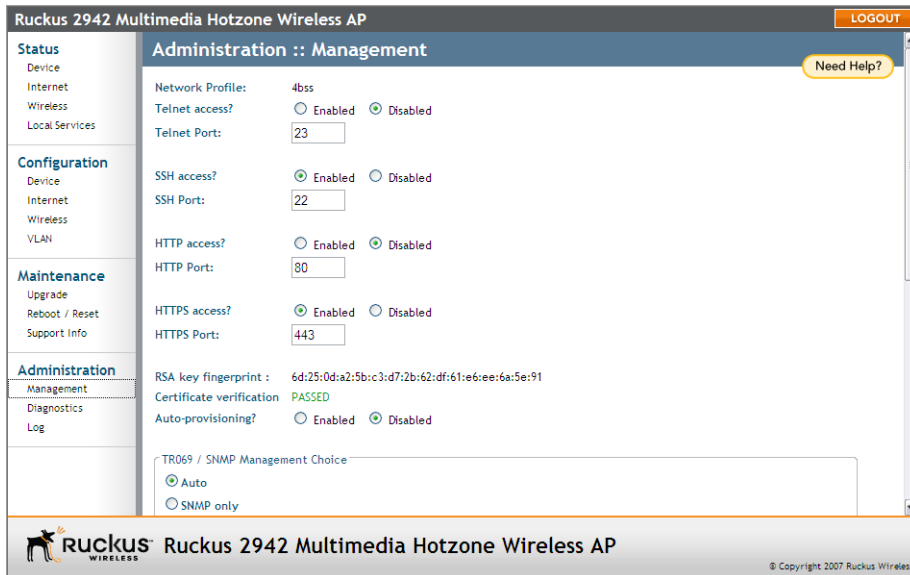 Ruckus 2942 Multimedia Hotzone Wireless AP
LOGOUT
Status
Device
Internet
Wireless
Local Services
Configuration
Device
Internet
Wireless
VLAN
Maintenance
Upgrade
Reboot / Reset
Support Info
Administration
Management
Diagnostics
Log
Administration :: Management
Need Help?
Network Profile: 4bss
Telnet access? Enabled Disabled
Telnet Port: 23
SSH access? Enabled Disabled
SSH Port: 22
HTTP access? Enabled Disabled
HTTP Port: 80
HTTPS access? Enabled Disabled
HTTPS Port: 443
RSA key fingerprint : 6d:25:0d:a2:5b:c3:d7:2b:62:df:61:e6:ee:6a:5e:91
Certificate verification PASSED
Auto-provisioning? Enabled Disabled
TR069 / SNMP Management Choice
Auto
SNMP only
RUCKUS WIRELESS
Ruckus 2942 Multimedia Hotzone Wireless AP
© Copyright 2007 Ruckus Wireles